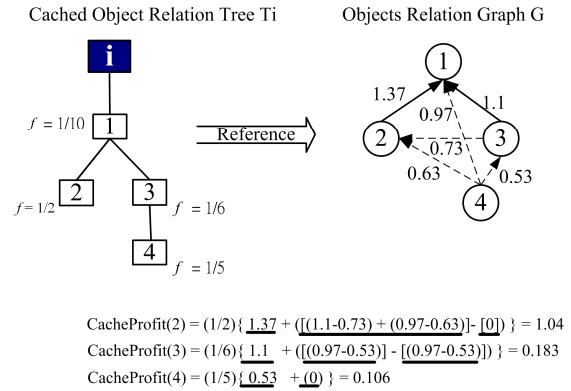 Cached Object Relation Tree Ti
Objects Relation Graph G
i
f = 1/10
1
Reference
2
f = 1/2
3
f = 1/6
4
f = 1/5
1
1.37
0.97
1.1
2
3
0.73
0.63
0.53
4
CacheProfit(2) = (1/2){ 1.37 + ([(1.1-0.73) + (0.97-0.63)]- [0]) } = 1.04
CacheProfit(3) = (1/6){ 1.1 + ([(0.97-0.53)] - [(0.97-0.53)]) } = 0.183
CacheProfit(4) = (1/5){ 0.53 + (0) } = 0.106